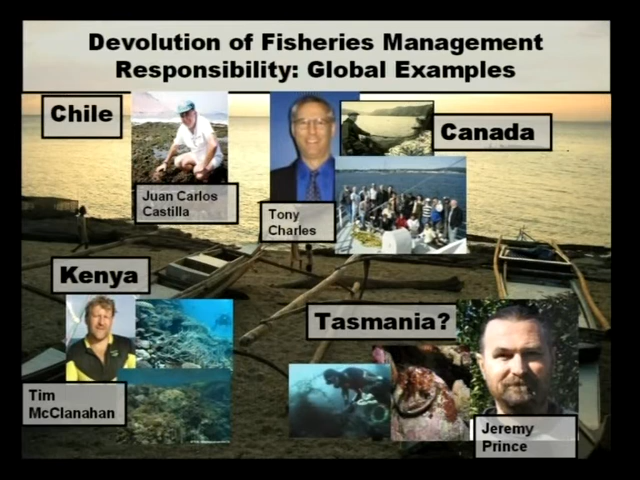 Devolution of Fisheries Management
Responsibility: Global Examples
Chile
Juan Carlos
Castilla
Tony
Charles
Canada
Kenya
Tim
McClanahan
Tasmania?
Jeremy
Prince